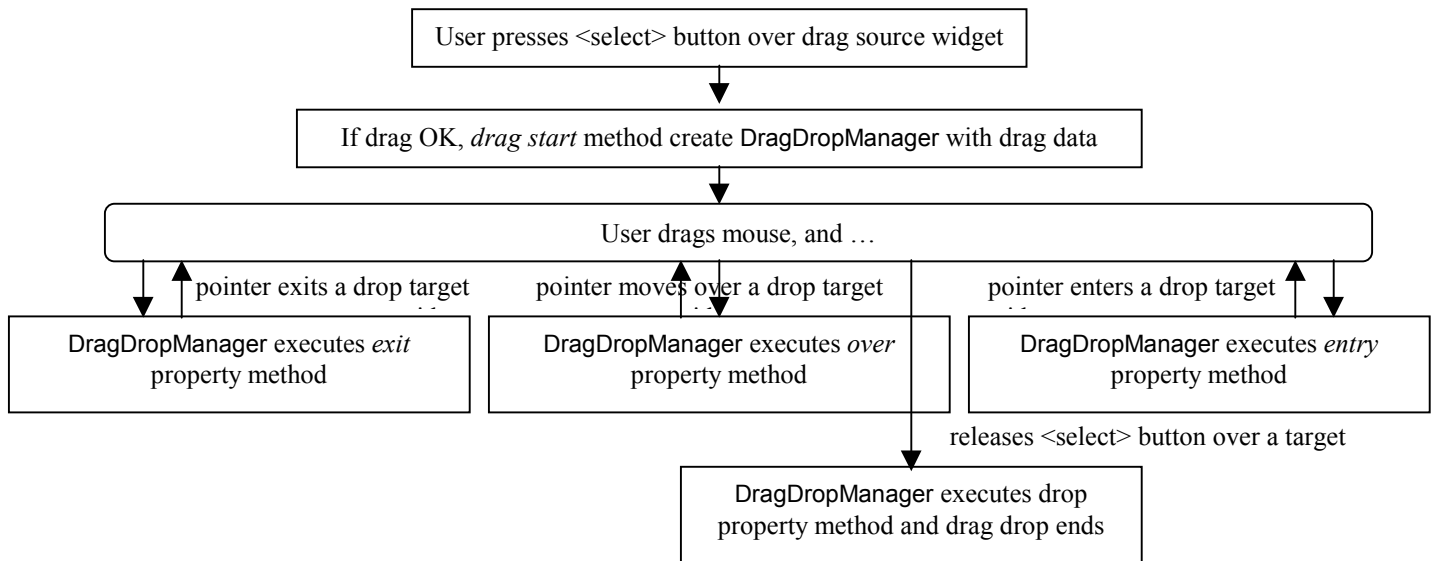 User presses <select> button over drag source widget
If drag OK, drag start method create DragDropManager with drag data
User drags mouse, and …
pointer exits a drop target
pointer moves over a drop target
pointer enters a drop target
DragDropManager executes exit
property method
DragDropManager executes over
property method
DragDropManager executes entry
property method
releases <select> button over a target
DragDropManager executes drop
property method and drag drop ends